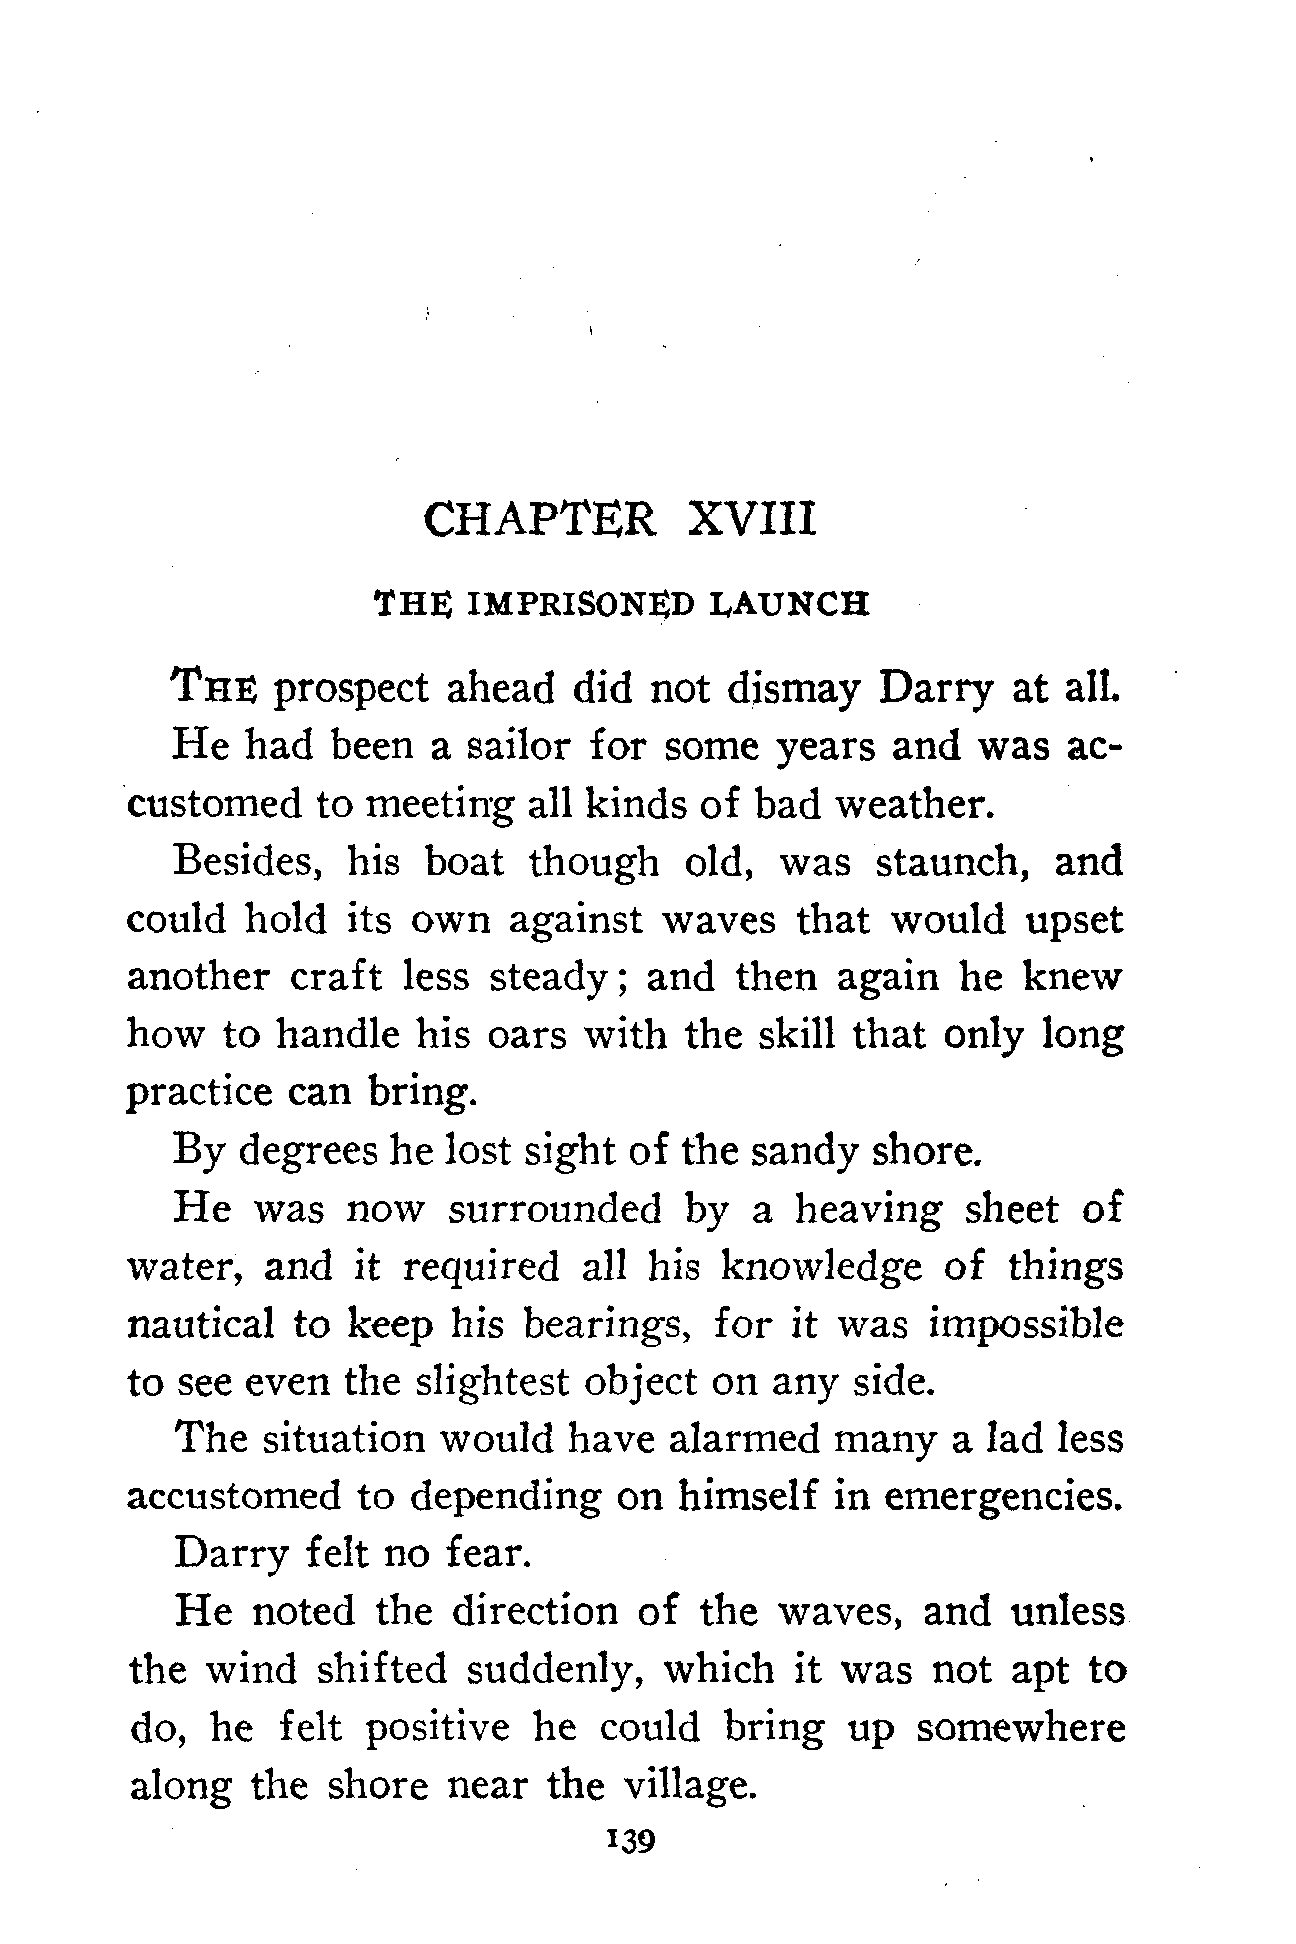 CHAPTER XVIII
THE IMPRISONED LAUNCH
THE prospect ahead did not dismay Darry at all.
He had been a sailor for some years and was ac-
customed to meeting all kinds of bad weather.
Besides, his boat though old, was staunch, and
could hold its own against waves that would upset
another craft less steady; and then again he knew
how to handle his oars with the skill that only long
practice can bring.
By degrees he lost sight of the sandy shore.
He was now surrounded by a heaving sheet of
water, and it required all his knowledge of things
nautical to keep his bearings, for it was impossible
to see even the slightest object on any side.
The situation would have alarmed many a lad less
accustomed to depending on himself in emergencies.
Darry felt no fear.
He noted the direction of the waves, and unless
the wind shifted suddenly, which it was not apt to
do, he felt positive he could bring up somewhere
along the shore near the village.
139